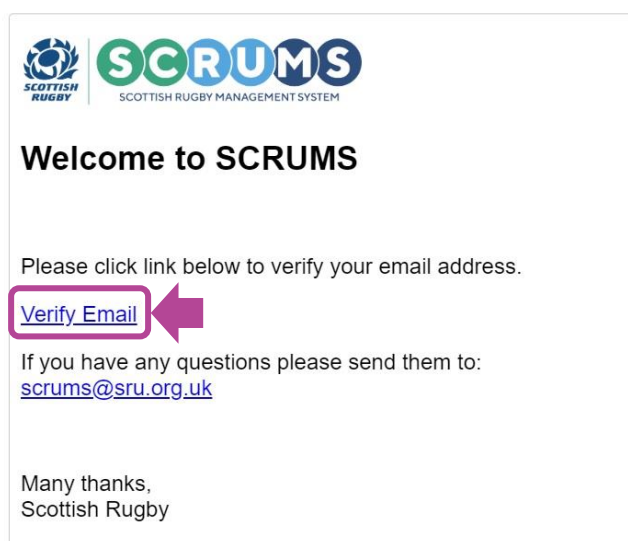 SCOTTISH
RUGBY
SCRUMS
SCOTTISH RUGBY MANAGEMENT SYSTEM
Welcome to SCRUMS
Please click link below to verify your email address.
Verify Email
If you have any questions please send them to:
scrums@sru.org.uk
Many thanks,
Scottish Rugby